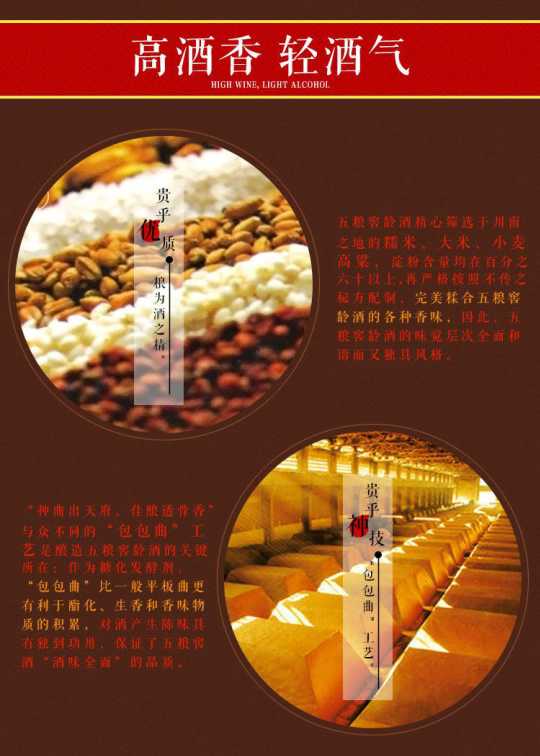 高酒香 轻酒气
HIGH WINE, LIGHT ALCOHOL
贵乎
优质
粮为酒之精。
五粮窖龄酒精心筛选于川南
之地的糯米、大米、小麦
高粱，淀粉含量均在百分之
六十以上,再严格按照不传之
秘方配制，完美揉合五粮窖
龄酒的各种香味，因此，五
粮窖龄酒的味觉层次全面和
谐而又独具风格。
贵乎
神技
“包包曲”工艺。
“神曲出天府，佳酿透骨香”
与众不同的“包包曲”工
艺是酿造五粮窖龄酒的关键
所在：作为糖化发酵剂，
“包包曲”比一般平板曲更
有利于酯化、生香和香味物
质的积累，对酒产生陈味具
有独到功用，保证了五粮窖
酒“酒味全面”的品质。